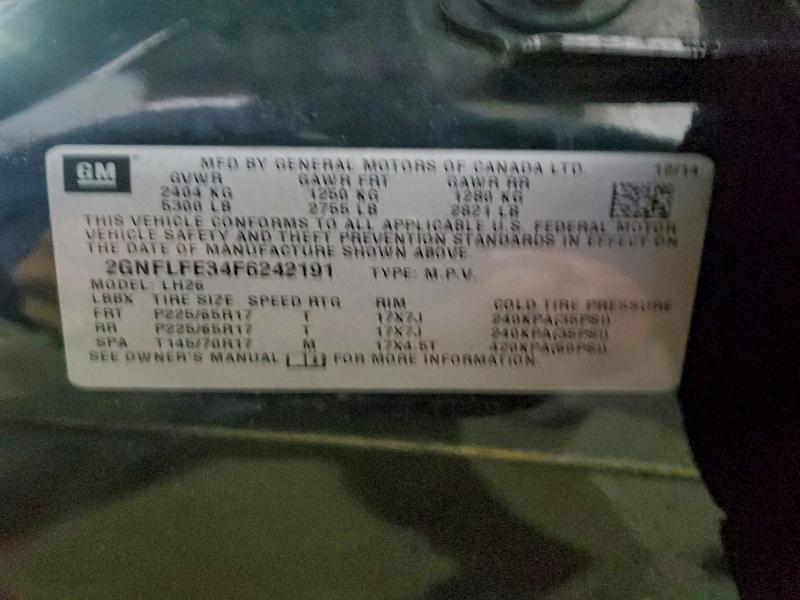 GM MFD BY GENERAL MOTORS OF CANADA LTD. 12/14
GVWR GAWR FRT GAWR RR
2404 KG 1250 KG 1280 KG
5300 LB 2755 LB 2821 LB
THIS VEHICLE CONFORMS TO ALL APPLICABLE U.S. FEDERAL MOTOR
VEHICLE SAFETY AND THEFT PREVENTION STANDARDS IN EFFECT ON
THE DATE OF MANUFACTURE SHOWN ABOVE.
2GNFLFE34F6242191 TYPE: M.P.V.
MODEL: LH26
LBBX TIRE SIZE SPEED RTG RIM COLD TIRE PRESSURE
FRT P225/65R17 T 17X7J 240KPA(35PSI)
RR P225/65R17 T 17X7J 240KPA(35PSI)
SPA T145/70R17 M 17X4.5T 420KPA(60PSI)
SEE OWNER'S MANUAL FOR MORE INFORMATION.